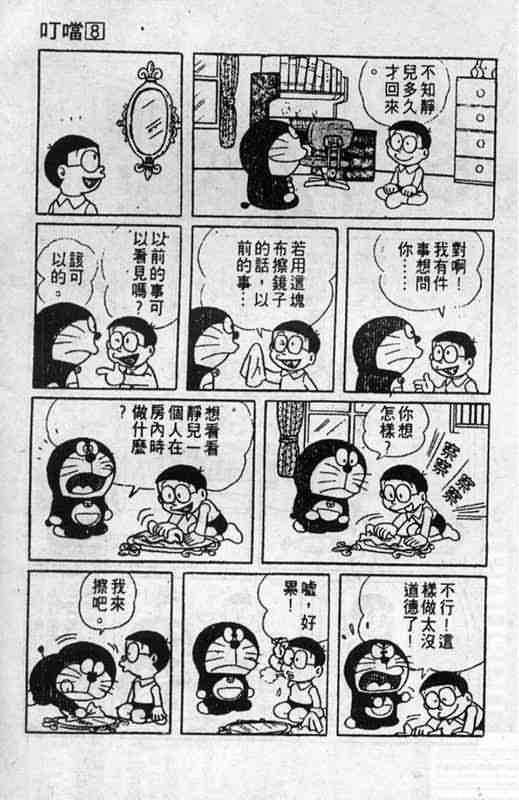 叮噹8
不知靜
兒多久
才回來
。
對啊!
我有件
事想問
你……
若用這塊
布擦鏡子
的話,以
前的事…
以前的事可
以看見嗎?
該可
以的。
你想
怎樣?
察察
察察
想看看
靜兒一
個人在
房內時
做什麼
?
不行!這
樣做太沒
道德了!
噓,好
累!
我來
擦吧。